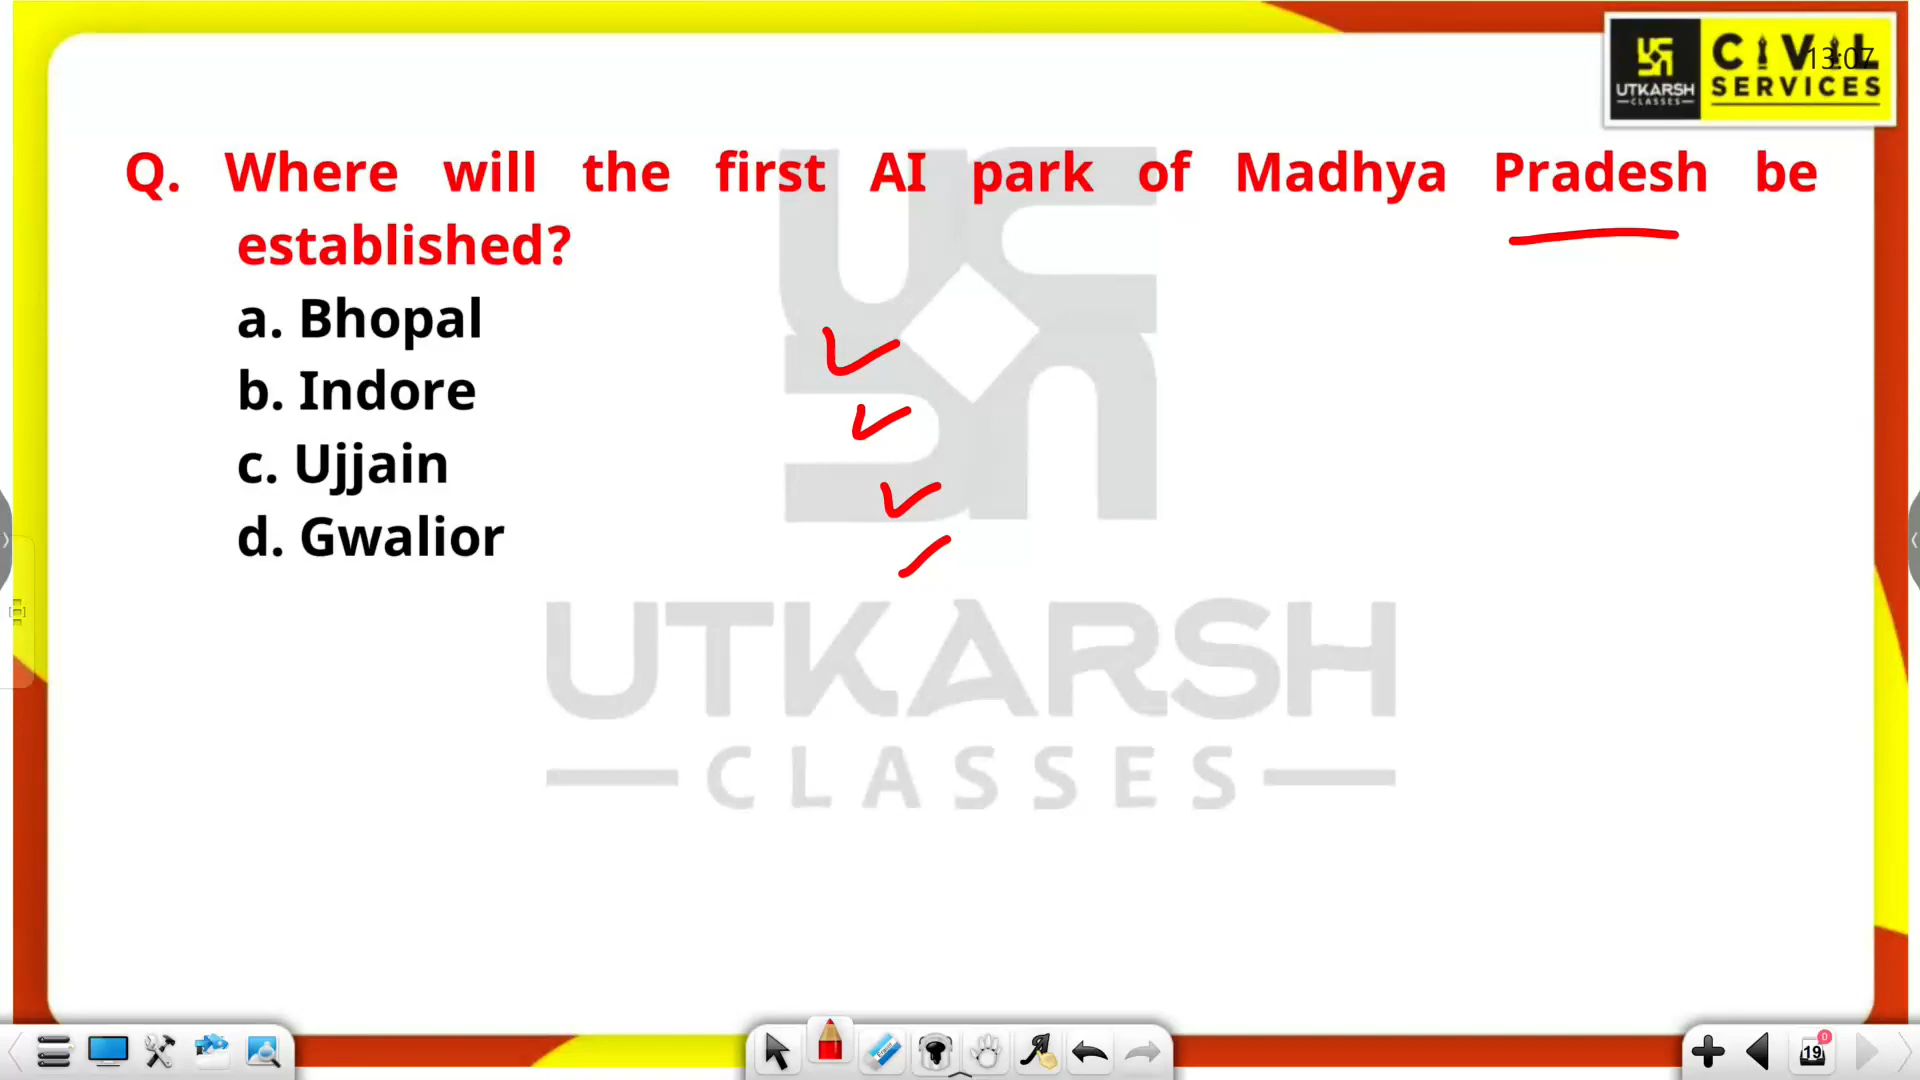 UTKARSH
CLASSES
CIVIL
SERVICES
13:07
Q. Where will the first AI park of Madhya Pradesh be
established?
a. Bhopal
b. Indore
c. Ujjain
d. Gwalior
UTKARSH
CLASSES
19
0